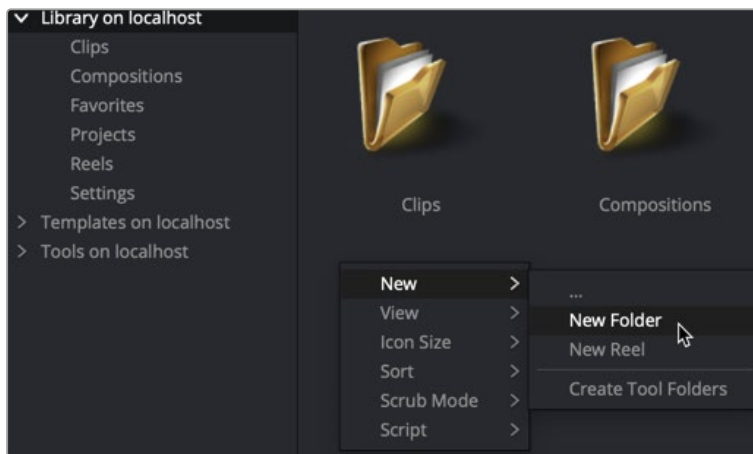 Library on localhost
Clips
Compositions
Favorites
Projects
Reels
Settings
Templates on localhost
Tools on localhost
Clips
Compositions
New
View
Icon Size
Sort
Scrub Mode
Script
...
New Folder
New Reel
Create Tool Folders